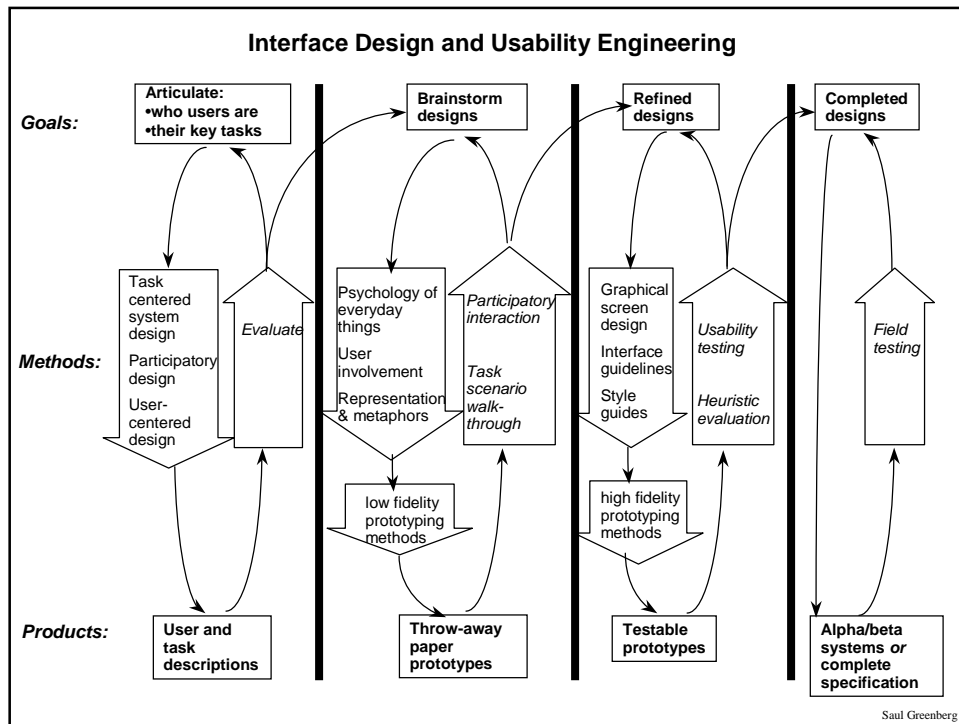 Interface Design and Usability Engineering
Goals:
Articulate:
•who users are
•their key tasks
Brainstorm
designs
Refined
designs
Completed
designs
Methods:
Task
centered
system
design
Participatory
design
User-
centered
design
Evaluate
Psychology of
everyday
things
User
involvement
Representation
& metaphors
low fidelity
prototyping
methods
Participatory
interaction
Task
scenario
walk-
through
Graphical
screen
design
Interface
guidelines
Style
guides
high fidelity
prototyping
methods
Usability
testing
Heuristic
evaluation
Field
testing
Products:
User and
task
descriptions
Throw-away
paper
prototypes
Testable
prototypes
Alpha/beta
systems or
complete
specification
Saul Greenberg